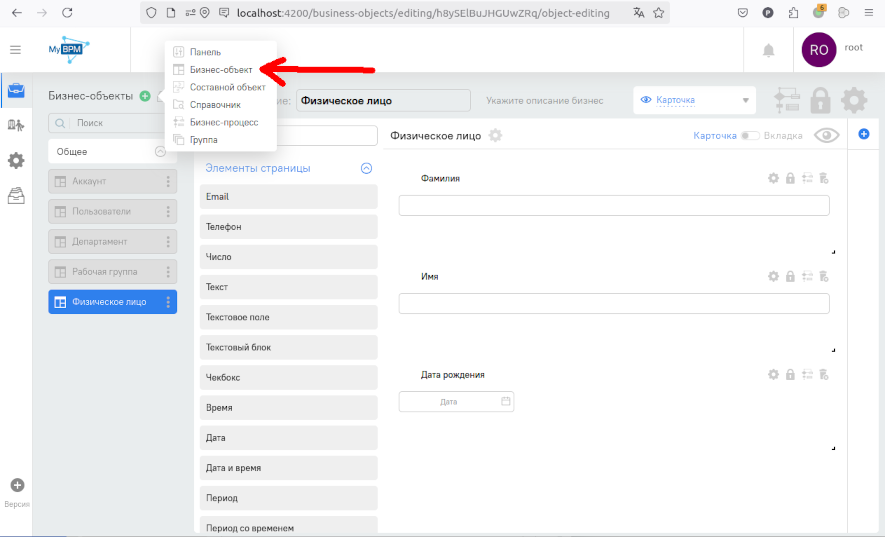 localhost:4200/business-objects/editing/h8ySElBuJHGUwZRq/object-editing
5
MyBPM
Панель
Бизнес-объект
Составной объект
Справочник
Бизнес-процесс
Группа
RO
root
Бизнес-объекты
ие:
Физическое лицо
Укажите описание бизнес
Карточка
Поиск
Общее
Аккаунт
Пользователи
Департамент
Рабочая группа
Физическое лицо
Версия
Элементы страницы
Email
Телефон
Число
Текст
Текстовое поле
Текстовый блок
Чекбокс
Время
Дата
Дата и время
Период
Период со временем
Физическое лицо
Карточка
Вкладка
Фамилия
Имя
Дата рождения
Дата